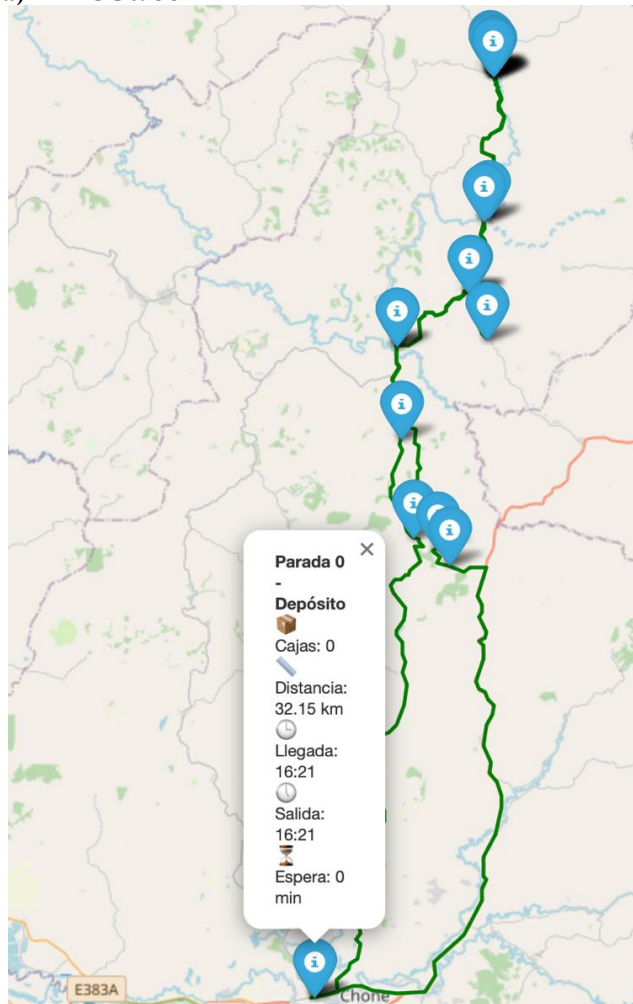 Parada 0
-
Depósito
Cajas: 0
Distancia:
32.15 km
Llegada:
16:21
Salida:
16:21
Espera: 0
min
E383A
Chone